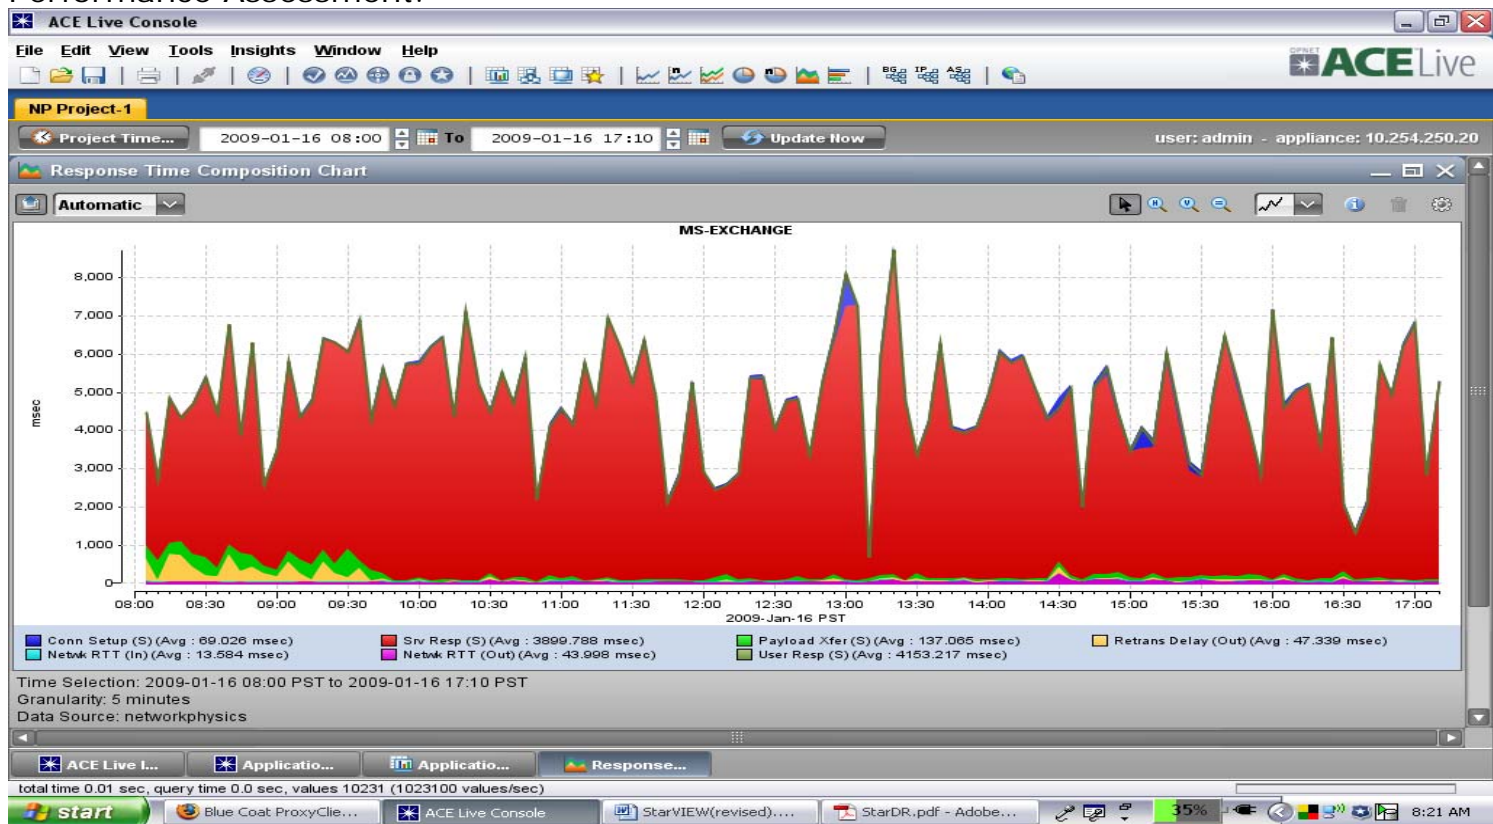 Performance Assessment?
ACE Live Console
File Edit View Tools Insights Window Help
OPNET ACE Live
NP Project-1
Project Time... 2009-01-16 08:00 To 2009-01-16 17:10 Update Now user: admin - appliance: 10.254.250.20
Response Time Composition Chart
Automatic
MS-EXCHANGE
8,000
7,000
6,000
5,000
4,000
3,000
2,000
1,000
0
msec
08:00 08:30 09:00 09:30 10:00 10:30 11:00 11:30 12:00 12:30 13:00 13:30 14:00 14:30 15:00 15:30 16:00 16:30 17:00
2009-Jan-16 PST
Conn Setup (S) (Avg : 69.026 msec) Srv Resp (S) (Avg : 3899.788 msec) Payload Xfer (S) (Avg : 137.065 msec) Retrans Delay (Out) (Avg : 47.339 msec)
Netwk RTT (In) (Avg : 13.584 msec) Netwk RTT (Out) (Avg : 43.998 msec) User Resp (S) (Avg : 4153.217 msec)
Time Selection: 2009-01-16 08:00 PST to 2009-01-16 17:10 PST
Granularity: 5 minutes
Data Source: networkphysics
ACE Live I... Applicatio... Applicatio... Response...
total time 0.01 sec, query time 0.0 sec, values 10231 (1023100 values/sec)
start Blue Coat ProxyClie... ACE Live Console StarVIEW(revised).... StarDR.pdf - Adobe... 35% 8:21 AM